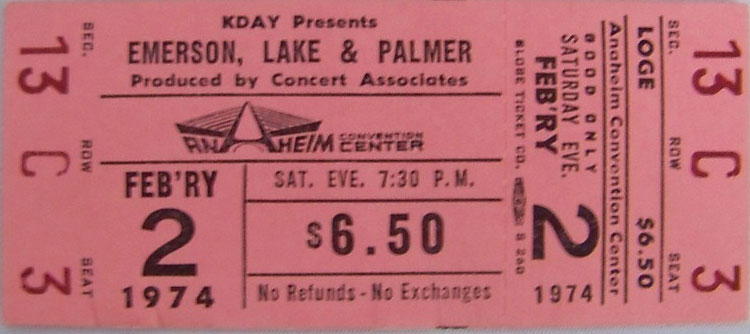 SEC. 13
ROW C
SEAT 3
KDAY Presents
EMERSON, LAKE & PALMER
Produced by Concert Associates
ANAHEIM CONVENTION CENTER
FEB'RY
2
1974
SAT. EVE. 7:30 P.M.
$6.50
No Refunds - No Exchanges
GLOBE TICKET CO.
FEB'RY 2 1974
SATURDAY EVE.
GOOD ONLY
Anaheim Convention Center
LOGE $6.50
SEC. 13
ROW C
SEAT 3